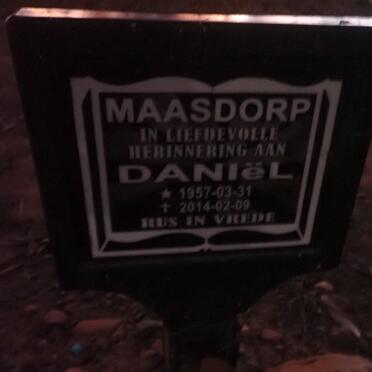 MAASDORP
IN LIEFDEVOLLE
HERINNERING AAN
DANIëL
★ 1957-03-31
✝ 2014-02-09
RUS IN VREDE